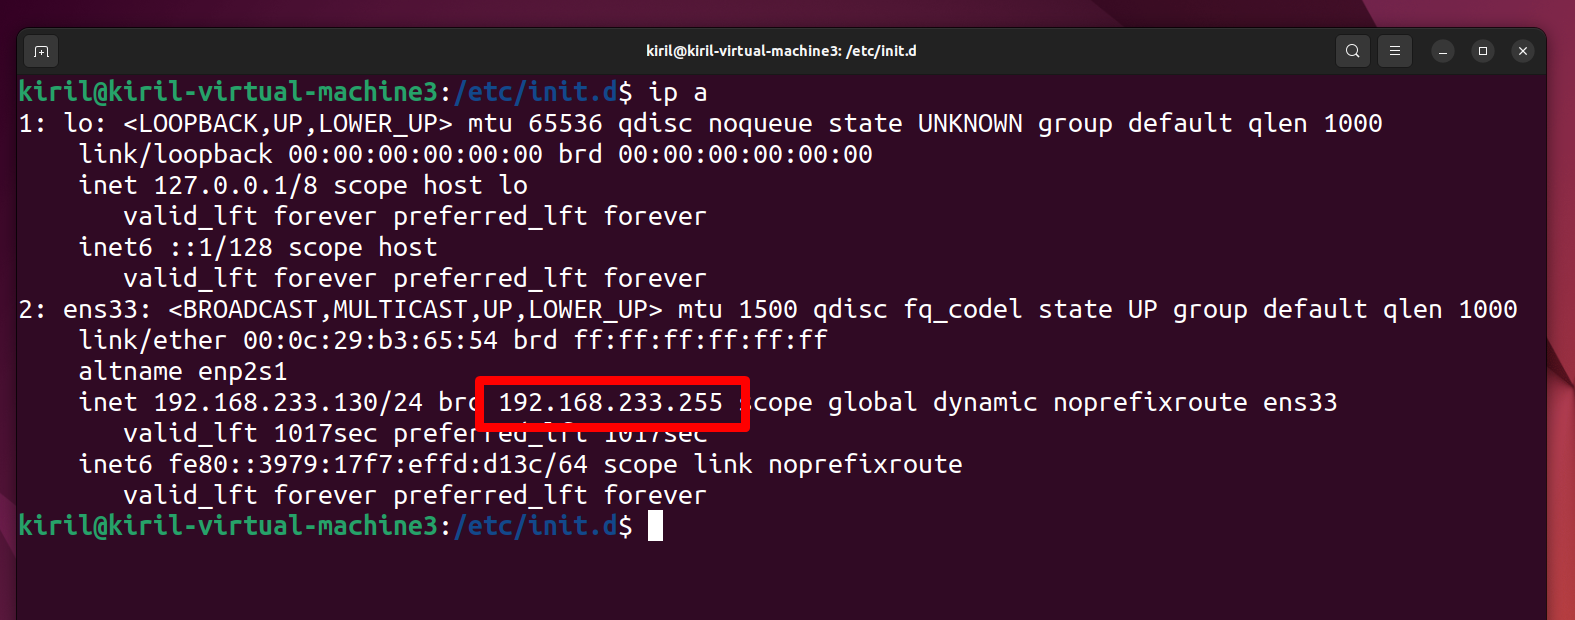 kiril@kiril-virtual-machine3: /etc/init.d
kiril@kiril-virtual-machine3:/etc/init.d$ ip a
1: lo: <LOOPBACK,UP,LOWER_UP> mtu 65536 qdisc noqueue state UNKNOWN group default qlen 1000
    link/loopback 00:00:00:00:00:00 brd 00:00:00:00:00:00
    inet 127.0.0.1/8 scope host lo
       valid_lft forever preferred_lft forever
    inet6 ::1/128 scope host
       valid_lft forever preferred_lft forever
2: ens33: <BROADCAST,MULTICAST,UP,LOWER_UP> mtu 1500 qdisc fq_codel state UP group default qlen 1000
    link/ether 00:0c:29:b3:65:54 brd ff:ff:ff:ff:ff:ff
    altname enp2s1
    inet 192.168.233.130/24 brd 192.168.233.255 scope global dynamic noprefixroute ens33
       valid_lft 1017sec preferred_lft 1017sec
    inet6 fe80::3979:17f7:effd:d13c/64 scope link noprefixroute
       valid_lft forever preferred_lft forever
kiril@kiril-virtual-machine3:/etc/init.d$